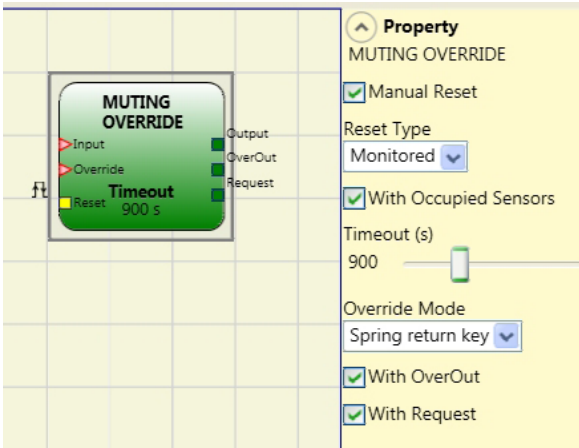 MUTING
OVERRIDE
Input
Override
Reset
Timeout
900 s
Output
OverOut
Request
Property
MUTING OVERRIDE
Manual Reset
Reset Type
Monitored
With Occupied Sensors
Timeout (s)
900
Override Mode
Spring return key
With OverOut
With Request